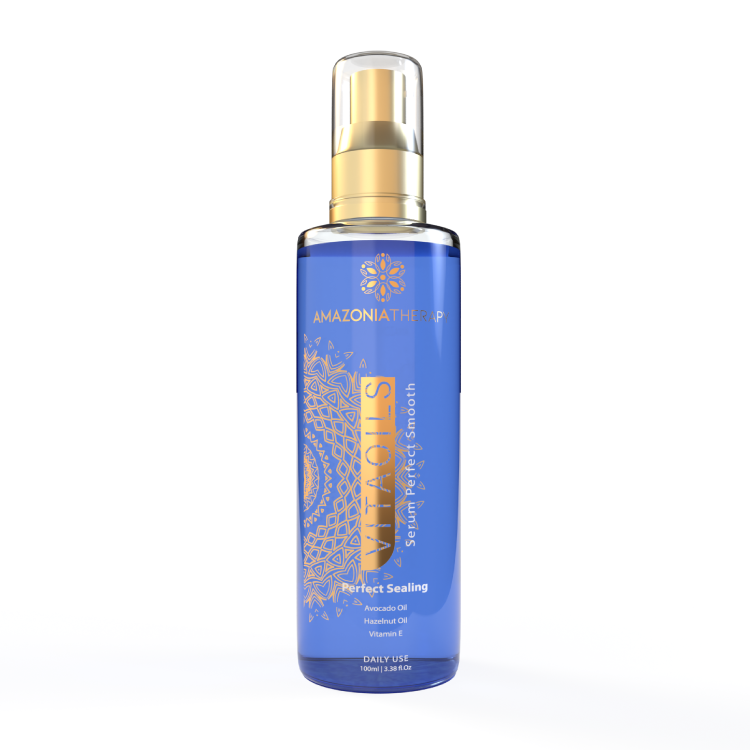 AMAZONIATHERAPY
VITAOILS
Serum Perfect Smooth
Perfect Sealing
Avocado Oil
Hazelnut Oil
Vitamin E
DAILY USE
100ml | 3.38 fl.Oz